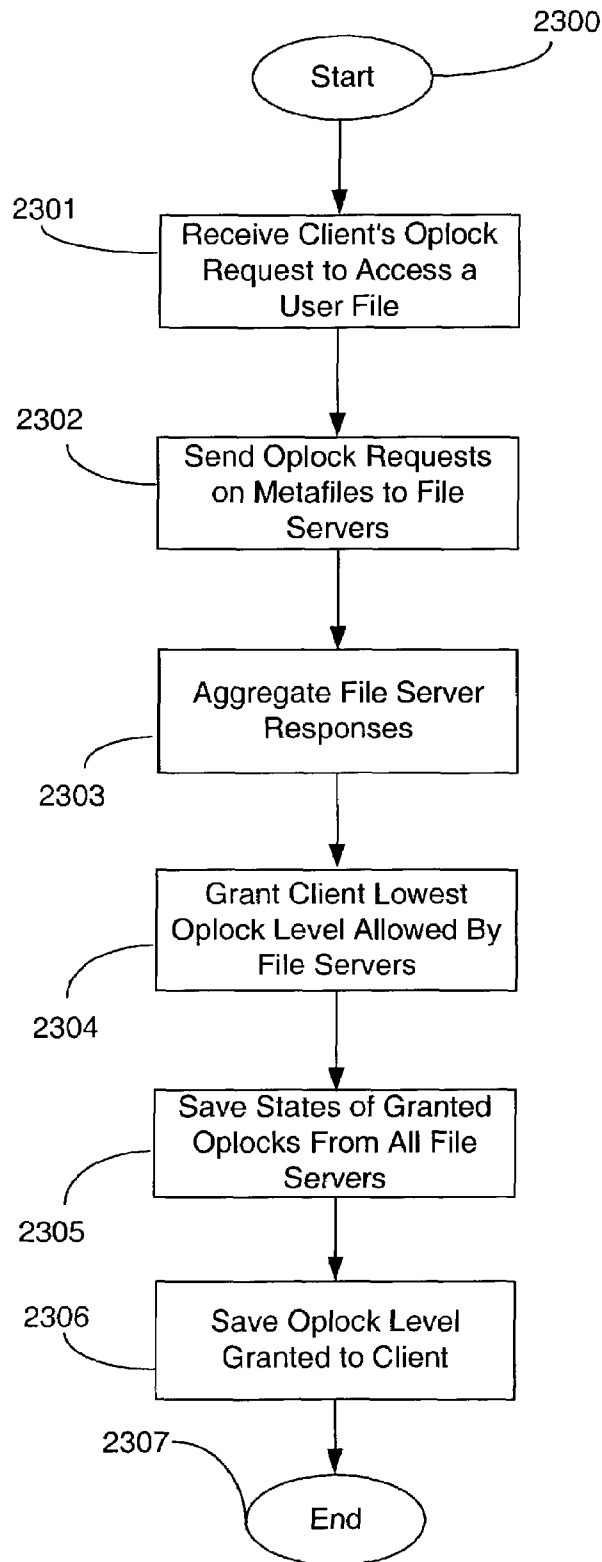 2300
Start
2301
Receive Client's Oplock
Request to Access a
User File
2302
Send Oplock Requests
on Metafiles to File
Servers
Aggregate File Server
Responses
2303
Grant Client Lowest
Oplock Level Allowed By
File Servers
2304
Save States of Granted
Oplocks From All File
Servers
2305
2306
Save Oplock Level
Granted to Client
2307
End